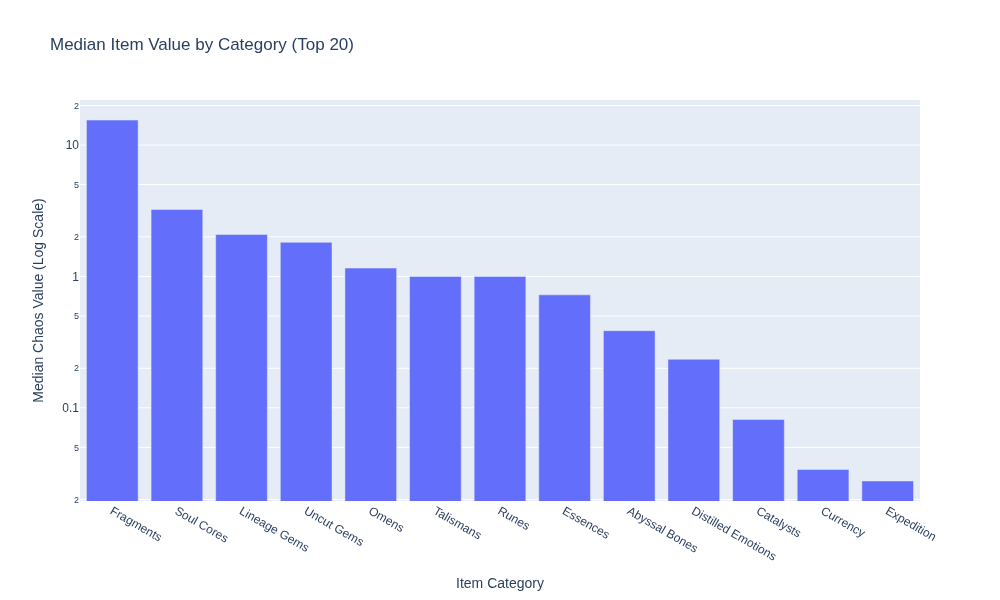 Median Item Value by Category (Top 20)
2
10
5
2
1
5
2
0.1
5
2
Median Chaos Value (Log Scale)
Fragments
Soul Cores
Lineage Gems
Uncut Gems
Omens
Talismans
Runes
Essences
Abyssal Bones
Distilled Emotions
Catalysts
Currency
Expedition
Item Category